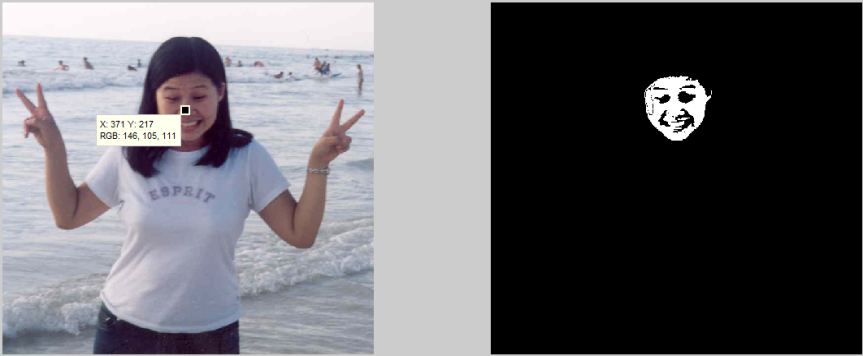 X: 371 Y: 217
RGB: 146, 105, 111
ESPRIT